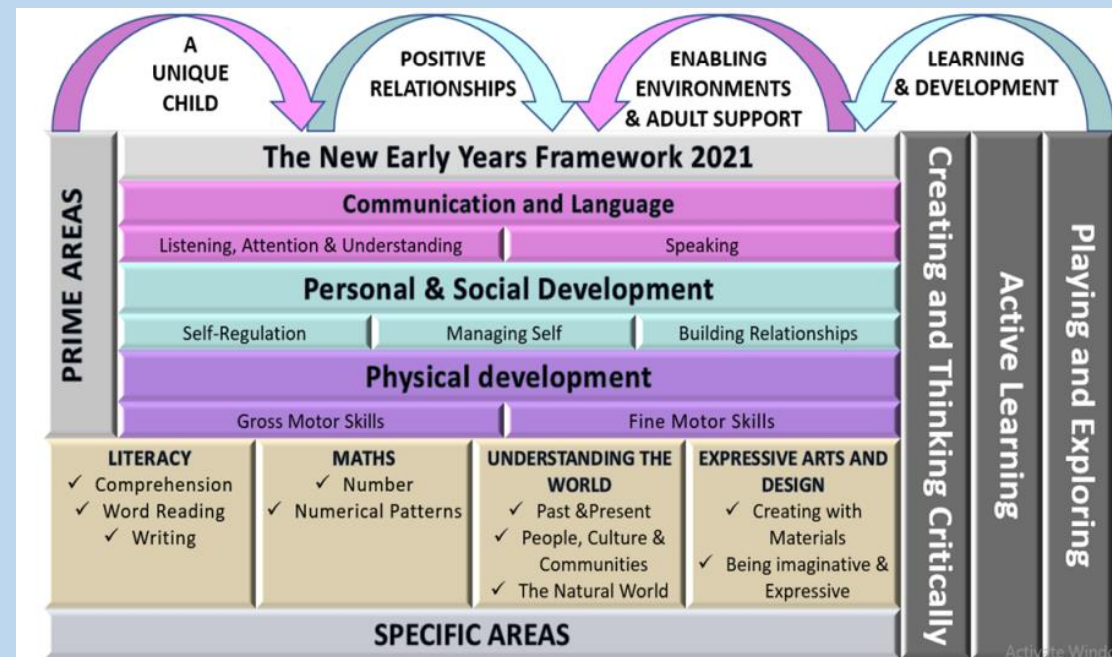 A
UNIQUE
CHILD
POSITIVE
RELATIONSHIPS
ENABLING
ENVIRONMENTS
& ADULT SUPPORT
LEARNING
& DEVELOPMENT
PRIME AREAS
The New Early Years Framework 2021
Communication and Language
Listening, Attention & Understanding
Speaking
Personal & Social Development
Self-Regulation
Managing Self
Building Relationships
Physical development
Gross Motor Skills
Fine Motor Skills
LITERACY
✓ Comprehension
✓ Word Reading
✓ Writing
MATHS
✓ Number
✓ Numerical Patterns
UNDERSTANDING THE
WORLD
✓ Past &Present
✓ People, Culture &
Communities
✓ The Natural World
EXPRESSIVE ARTS AND
DESIGN
✓ Creating with
Materials
✓ Being imaginative &
Expressive
SPECIFIC AREAS
Creating and Thinking Critically
Active Learning
Playing and Exploring
Activate Windo